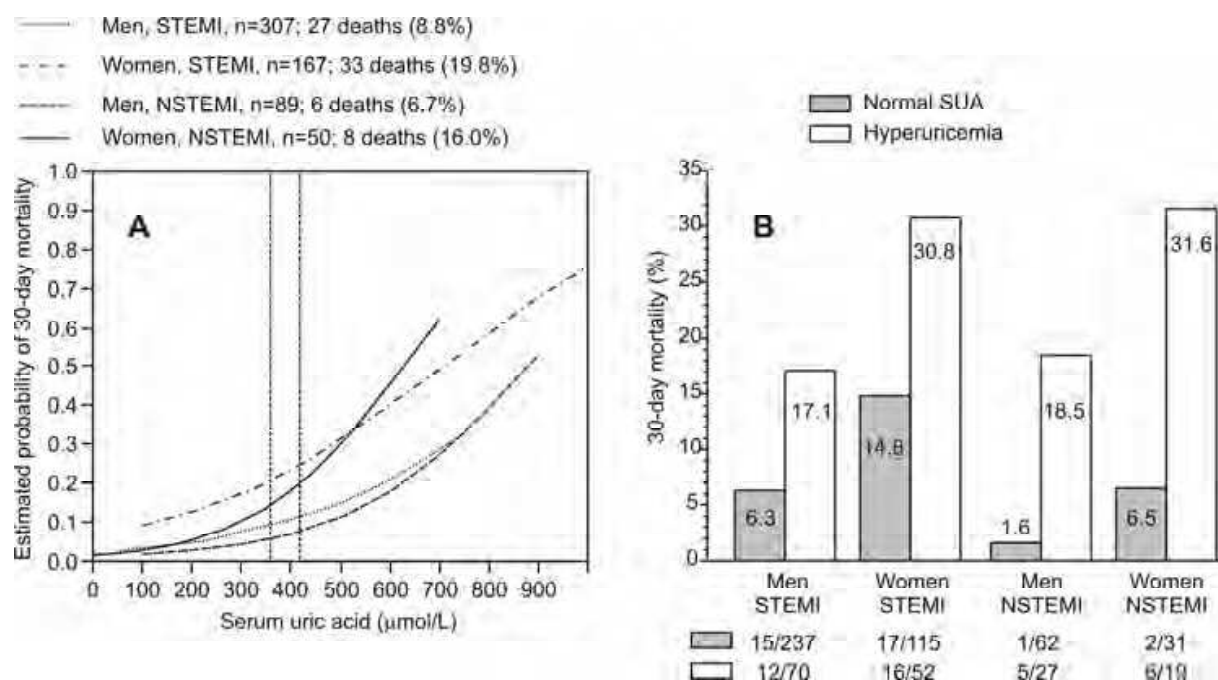 Men, STEMI, n=307; 27 deaths (8.8%)
Women, STEMI, n=167; 33 deaths (19.8%)
Men, NSTEMI, n=89; 6 deaths (6.7%)
Women, NSTEMI, n=50; 8 deaths (16.0%)
A
Estimated probability of 30-day mortality
1.0
0.9
0.8
0.7
0.6
0.5
0.4
0.3
0.2
0.1
0.0
0 100 200 300 400 500 600 700 800 900
Serum uric acid (μmol/L)
Normal SUA
Hyperuricemia
B
30-day mortality (%)
35
30
25
20
15
10
5
0
6.3
17.1
14.8
30.8
1.6
18.5
6.5
31.6
Men Women Men Women
STEMI STEMI NSTEMI NSTEMI
15/237 17/115 1/62 2/31
12/70 16/52 5/27 6/19